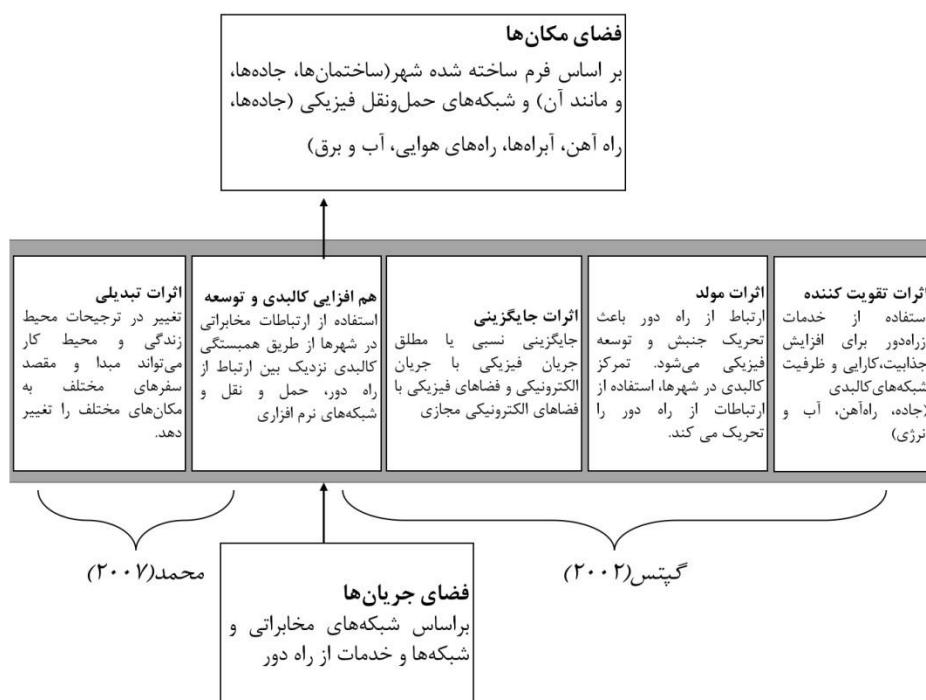 فضای مکان‌ها
بر اساس فرم ساخته شده شهر(ساختمان‌ها، جاده‌ها،
و مانند آن) و شبکه‌های حمل‌ونقل فیزیکی (جاده‌ها،
راه آهن، آبراه‌ها، راه‌های هوایی، آب و برق)
اثرات تقویت کننده
ستفاده از خدمات
زراه‌دور برای افزایش
جذابیت،کارایی و ظرفیت
شبکه‌های‌کالبدی
(جاده، راه‌آهن، آب و
نرژی)
اثرات مولد
ارتباط از راه دور باعث
تحریک جنبش و توسعه
فیزیکی می‌شود. تمرکز
کالبدی در شهرها، استفاده از
ارتباطات از راه دور را
تحریک می کند.
اثرات جایگزینی
جایگزینی نسبی یا مطلق
جریان فیزیکی با جریان
الکترونیکی و فضاهای فیزیکی با
فضاهای الکترونیکی مجازی
هم افزایی کالبدی و توسعه
استفاده از ارتباطات مخابراتی
در شهرها از طریق همبستگی
کالبدی نزدیک بین ارتباط از
راه دور، حمل و نقل و
شبکه‌های نرم افزاری
اثرات تبدیلی
تغییر در ترجیحات محیط
زندگی و محیط کار
می‌تواند مبدا و مقصد
سفرهای مختلف به
مکان‌های مختلف را تغییر
دهد.
گپتس(۲۰۰۲)
محمد(۲۰۰۷)
فضای جریان‌ها
براساس شبکه‌های مخابراتی و
شبکه‌ها و خدمات از راه دور